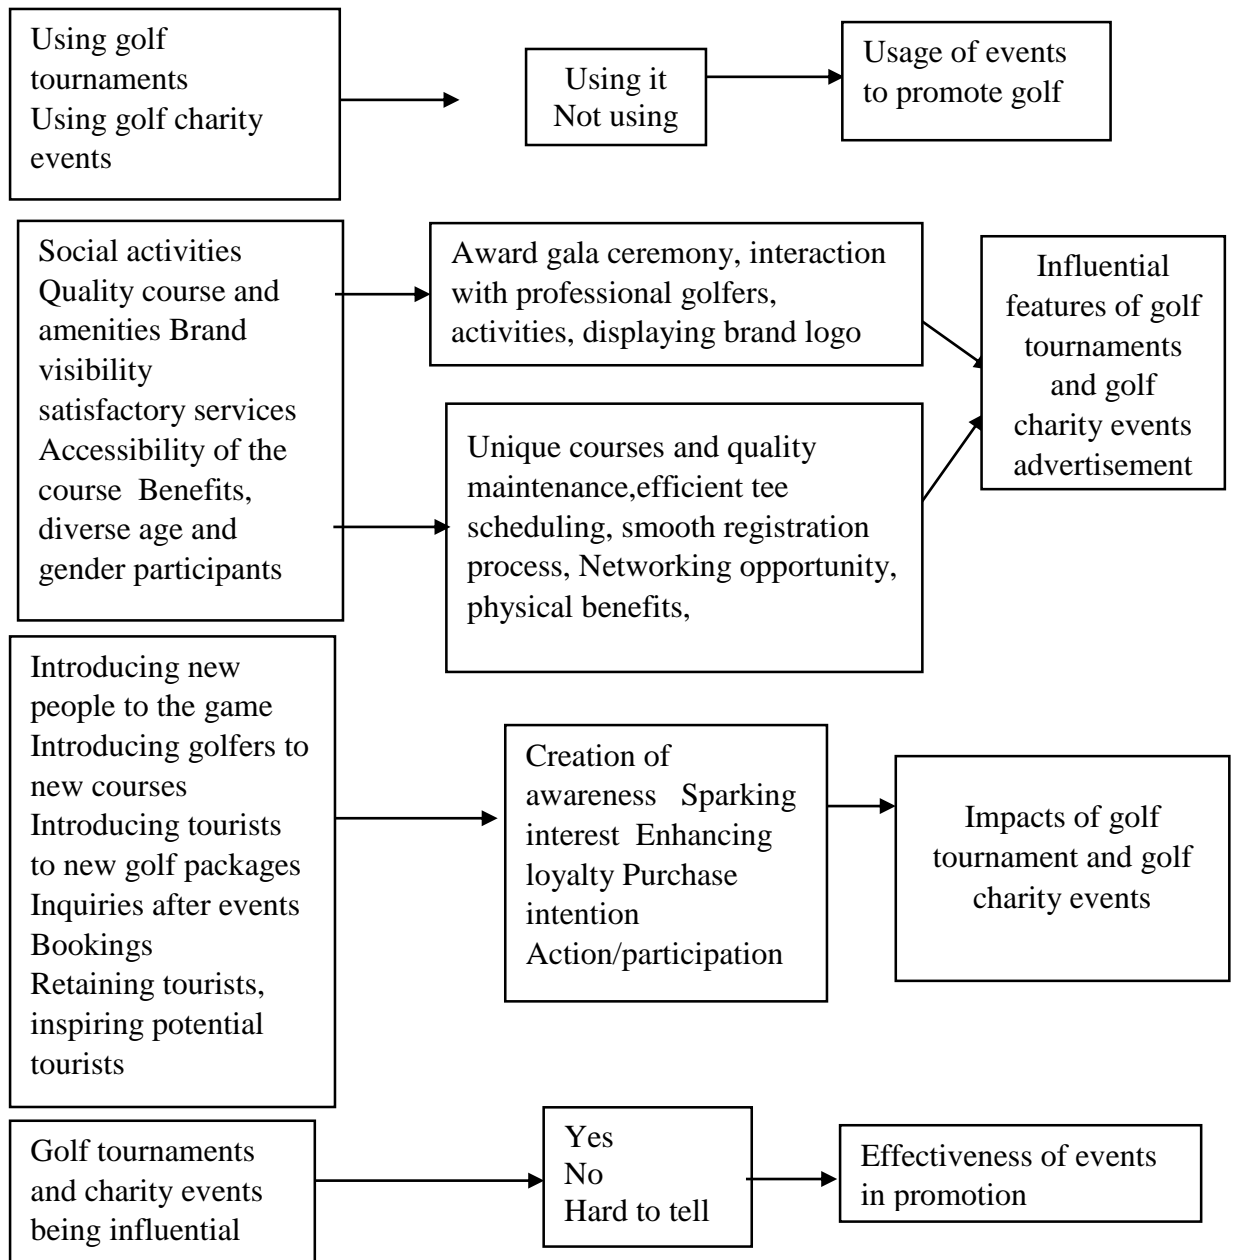 Using golf
tournaments
Using golf charity
events
Using it
Not using
Usage of events
to promote golf
Social activities
Quality course and
amenities Brand
visibility
satisfactory services
Accessibility of the
course Benefits,
diverse age and
gender participants
Award gala ceremony, interaction
with professional golfers,
activities, displaying brand logo
Unique courses and quality
maintenance,efficient tee
scheduling, smooth registration
process, Networking opportunity,
physical benefits,
Influential
features of golf
tournaments
and golf
charity events
advertisement
Introducing new
people to the game
Introducing golfers to
new courses
Introducing tourists
to new golf packages
Inquiries after events
Bookings
Retaining tourists,
inspiring potential
tourists
Creation of
awareness Sparking
interest Enhancing
loyalty Purchase
intention
Action/participation
Impacts of golf
tournament and golf
charity events
Golf tournaments
and charity events
being influential
Yes
No
Hard to tell
Effectiveness of events
in promotion